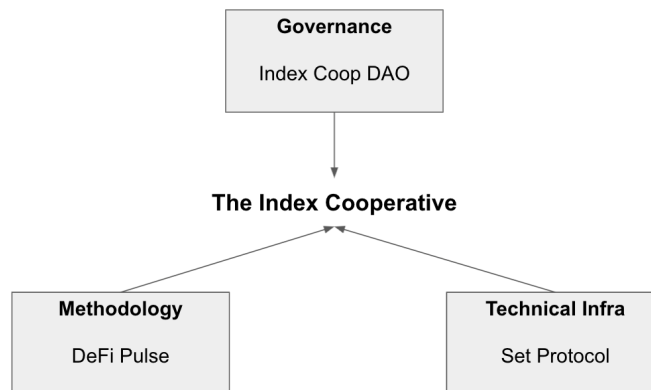 Governance
Index Coop DAO
The Index Cooperative
Methodology
DeFi Pulse
Technical Infra
Set Protocol